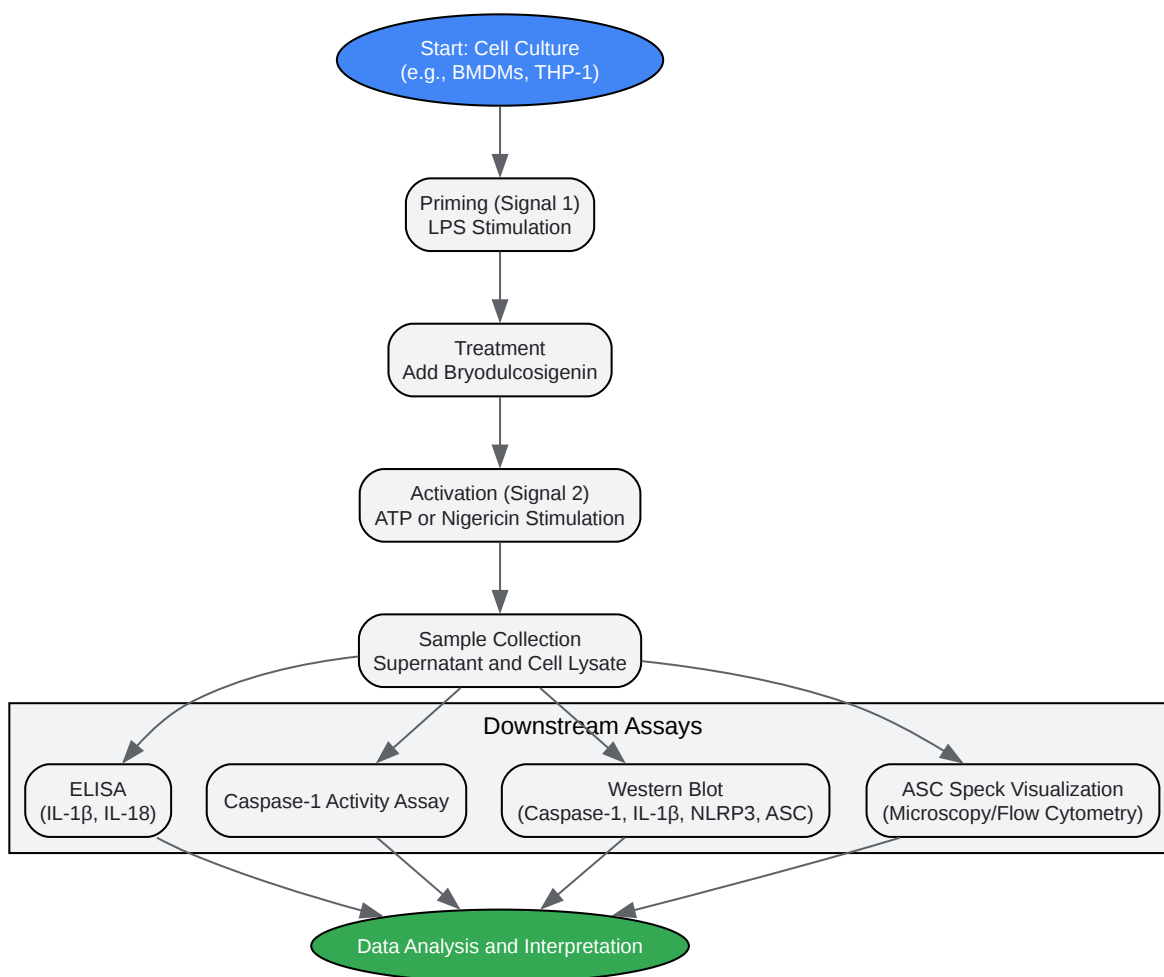 Start: Cell Culture
(e.g., BMDMs, THP-1)
Priming (Signal 1)
LPS Stimulation
Treatment
Add Bryodulcosigenin
Activation (Signal 2)
ATP or Nigericin Stimulation
Sample Collection
Supernatant and Cell Lysate
Downstream Assays
ELISA
(IL-1β, IL-18)
Caspase-1 Activity Assay
Western Blot
(Caspase-1, IL-1β, NLRP3, ASC)
ASC Speck Visualization
(Microscopy/Flow Cytometry)
Data Analysis and Interpretation